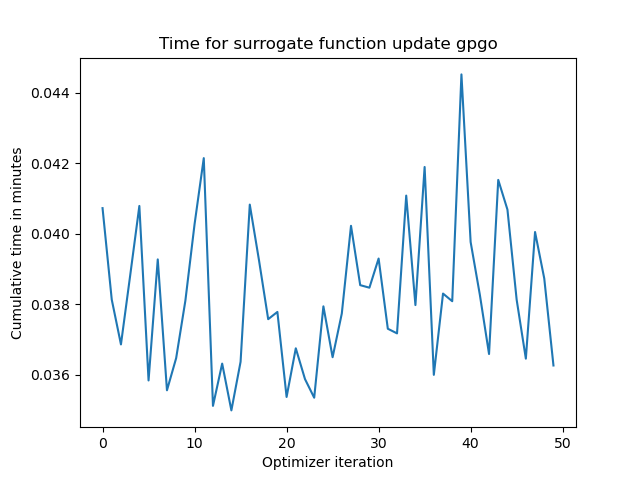 Time for surrogate function update gpgo
Cumulative time in minutes
0.044
0.042
0.040
0.038
0.036
0 10 20 30 40 50
Optimizer iteration